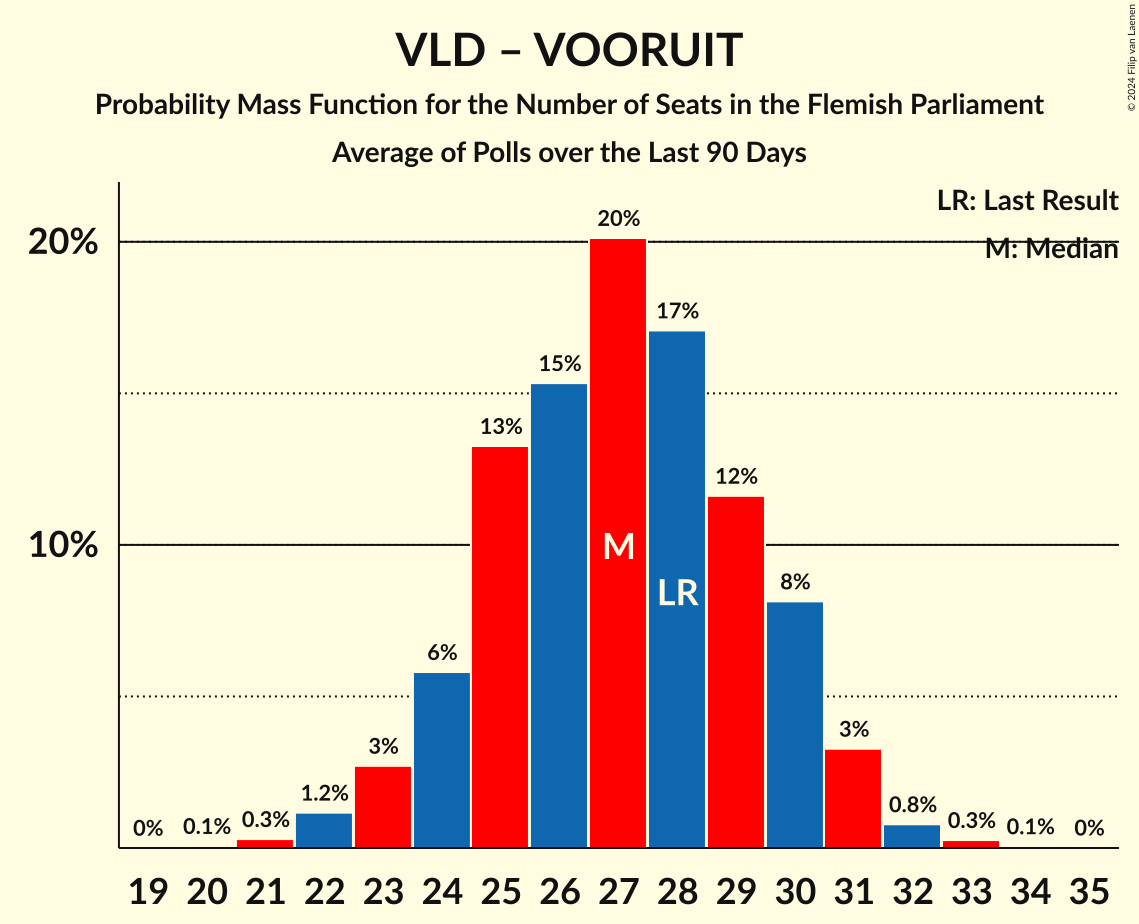 VLD – VOORUIT
Probability Mass Function for the Number of Seats in the Flemish Parliament
Average of Polls over the Last 90 Days
© 2024 Filip van Laenen
LR: Last Result
M: Median
20%
10%
0%
0.1%
0.3%
1.2%
3%
6%
13%
15%
20%
17%
12%
8%
3%
0.8%
0.3%
0.1%
0%
M
LR
19 20 21 22 23 24 25 26 27 28 29 30 31 32 33 34 35